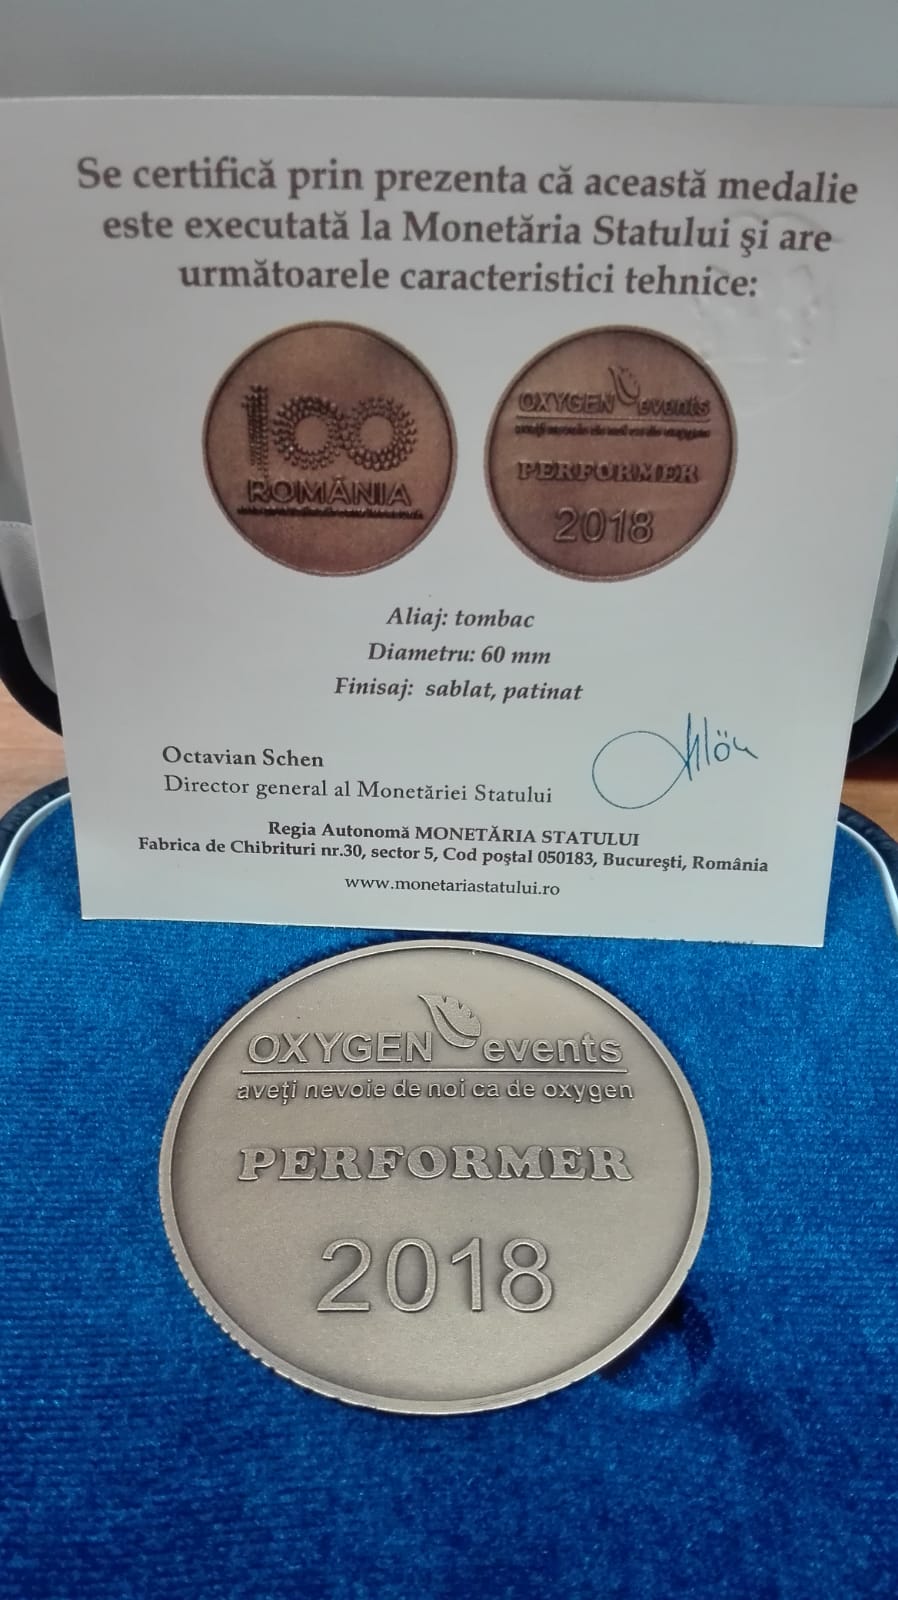 Se certifică prin prezenta că această medalie
este executată la Monetăria Statului şi are
următoarele caracteristici tehnice:
100
ROMÂNIA
OXYGEN events
PERFORMER
2018
Aliaj: tombac
Diametru: 60 mm
Finisaj: sablat, patinat
Octavian Schen
Director general al Monetăriei Statului
Regia Autonomă MONETĂRIA STATULUI
Fabrica de Chibrituri nr.30, sector 5, Cod poştal 050183, Bucureşti, România
www.monetariastatului.ro
OXYGEN events
aveți nevoie de noi ca de oxygen
PERFORMER
2018